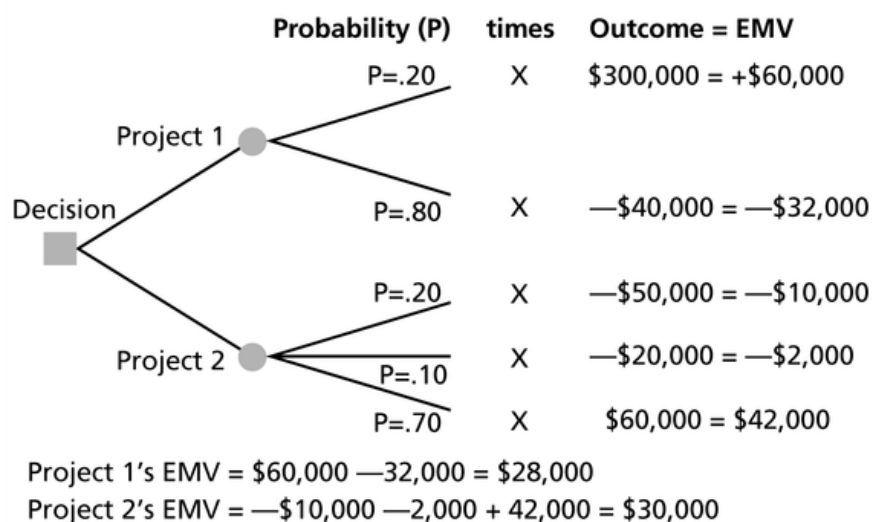 Probability (P) times Outcome = EMV
P=.20 X $300,000 = +$60,000
Project 1
P=.80 X —$40,000 = —$32,000
Decision
P=.20 X —$50,000 = —$10,000
Project 2
P=.10 X —$20,000 = —$2,000
P=.70 X $60,000 = $42,000
Project 1's EMV = $60,000 —32,000 = $28,000
Project 2's EMV = —$10,000 —2,000 + 42,000 = $30,000